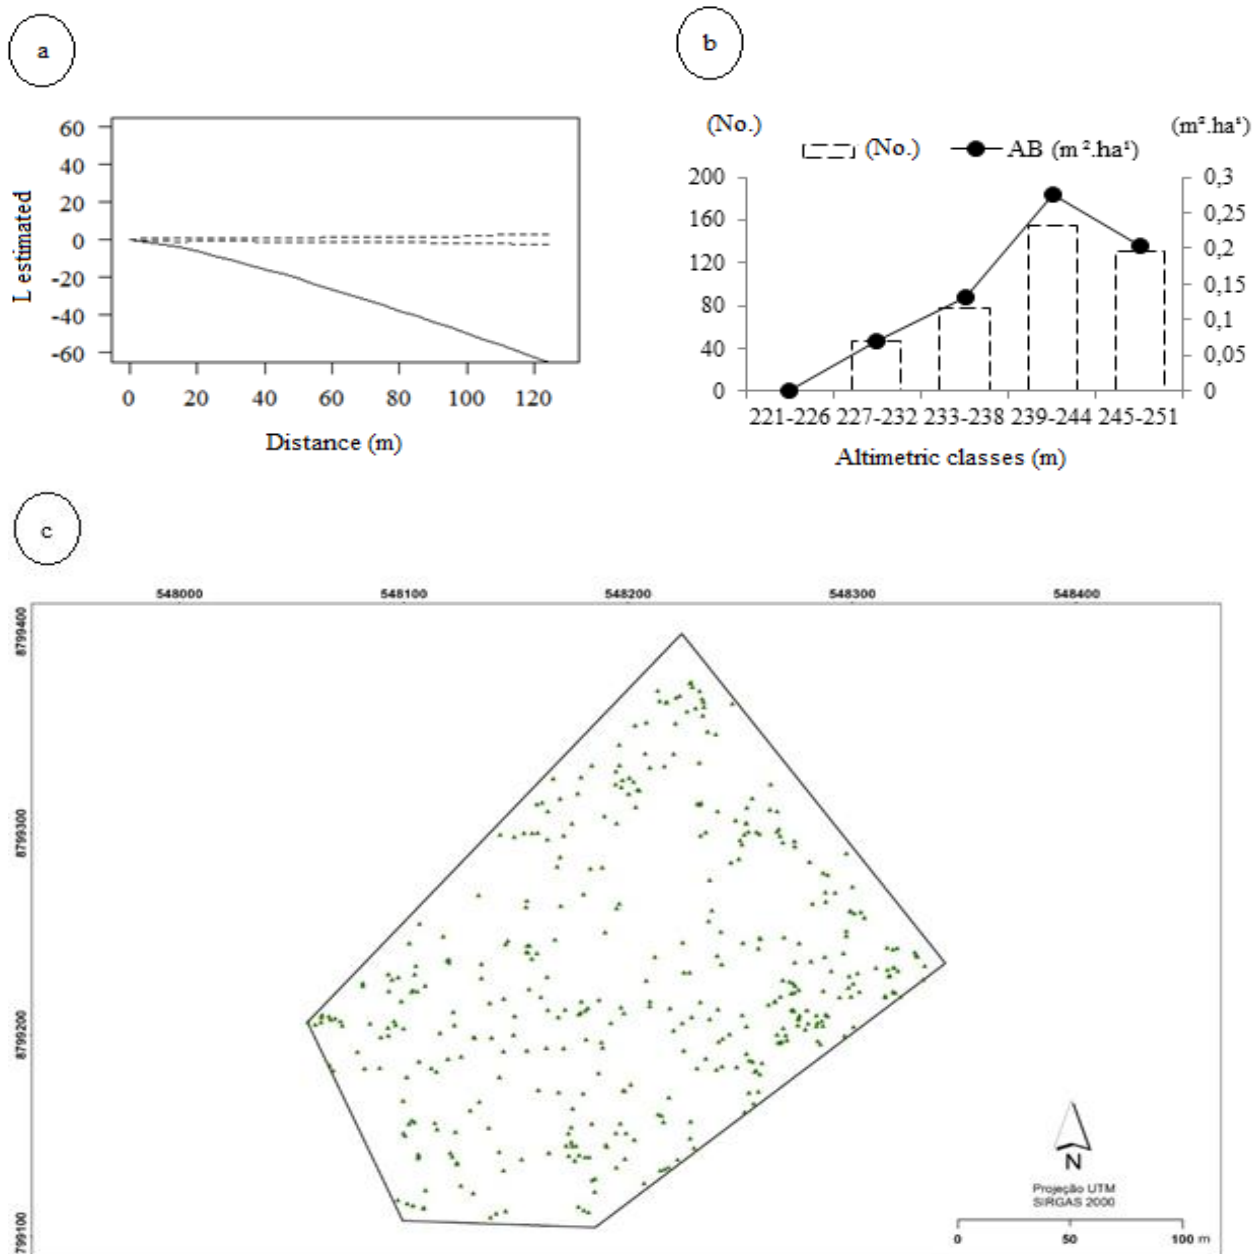 a
b
60
40
20
0
-20
-40
-60
L estimated
0 20 40 60 80 100 120
Distance (m)
(No.)
(m².ha¹)
(No.) AB (m².ha¹)
200
160
120
80
40
0
0,3
0,25
0,2
0,15
0,1
0,05
0
221-226 227-232 233-238 239-244 245-251
Altimetric classes (m)
c
548000 548100 548200 548300 548400
8799400
8799300
8799200
799100
N
Projeção UTM
SIRGAS 2000
0 50 100 m